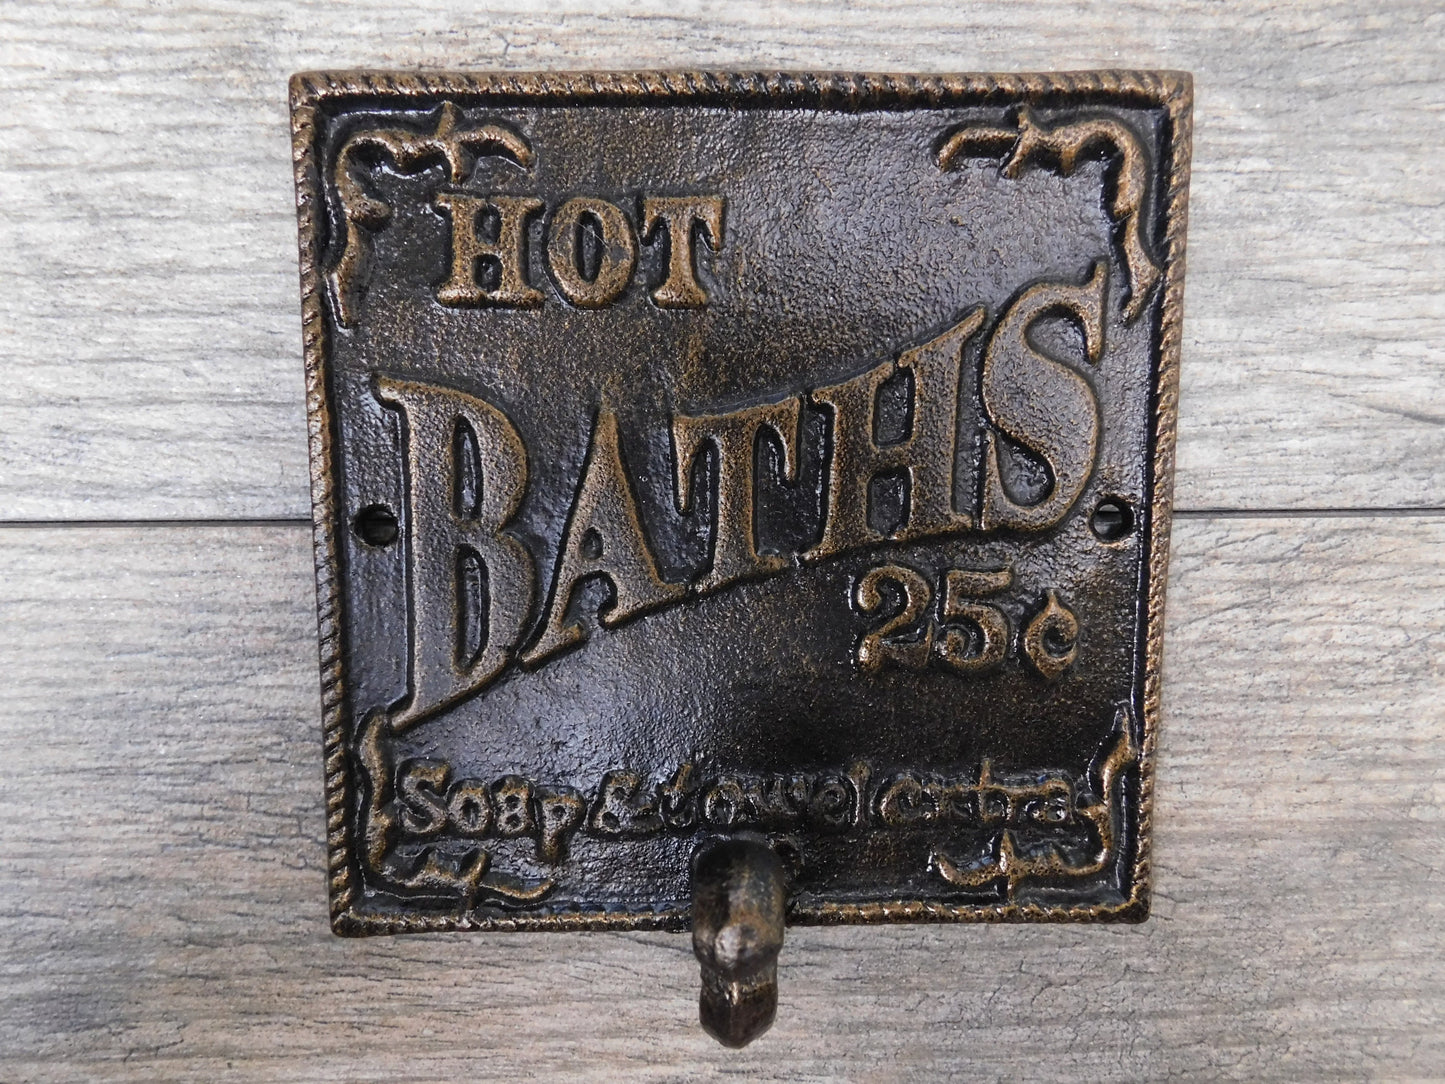 HOT
BATHS
25¢
Soap & towel extra